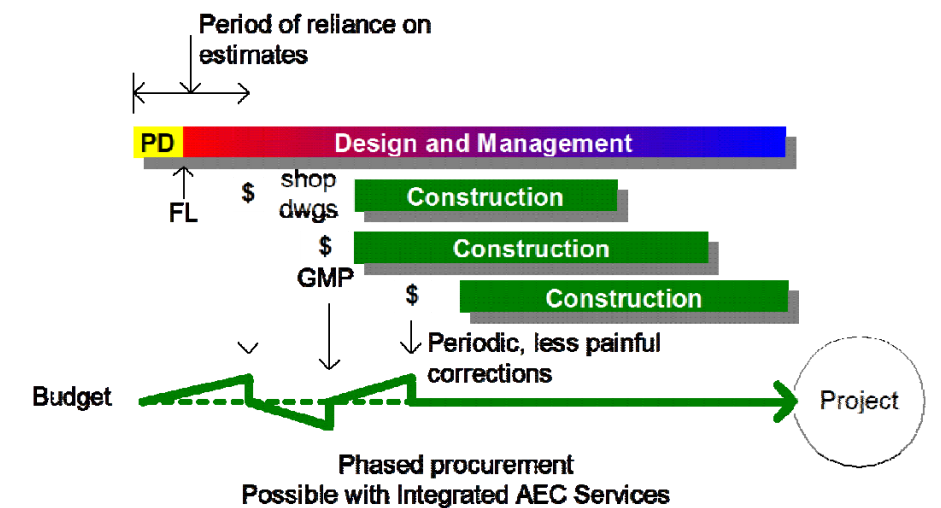 Period of reliance on
estimates
PD
Design and Management
FL
$
shop
dwgs
Construction
$
GMP
Construction
$
Construction
Periodic, less painful
corrections
Budget
Project
Phased procurement
Possible with Integrated AEC Services